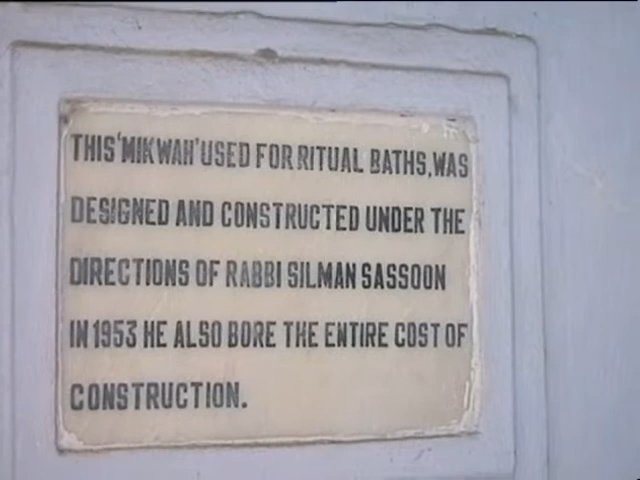 THIS 'MIKWAH' USED FOR RITUAL BATHS, WAS
DESIGNED AND CONSTRUCTED UNDER THE
DIRECTIONS OF RABBI SILMAN SASSOON
IN 1953 HE ALSO BORE THE ENTIRE COST OF
CONSTRUCTION.